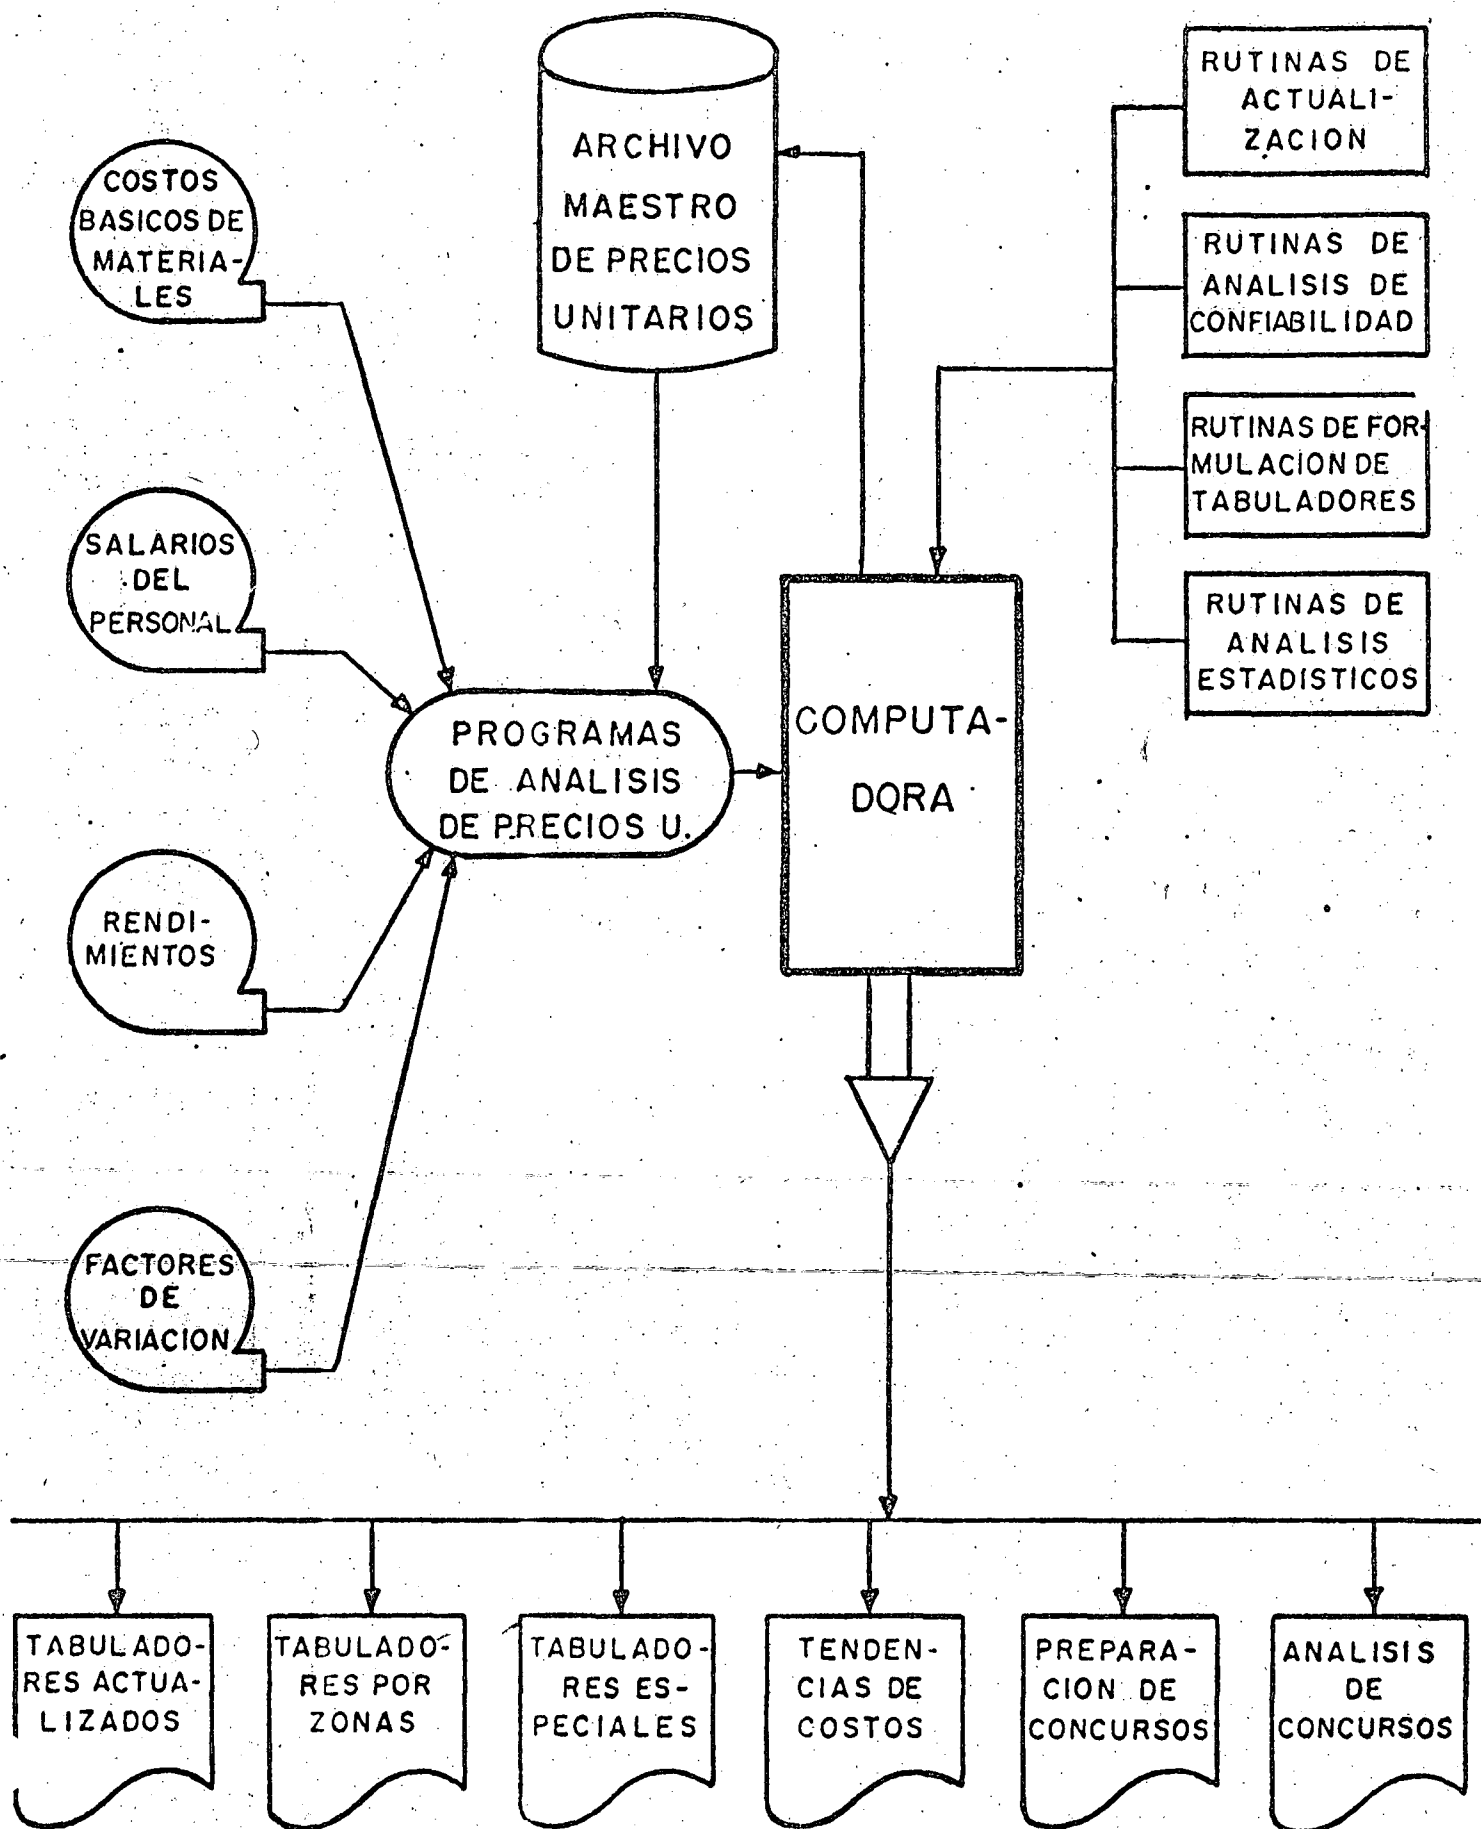 COSTOS
BASICOS DE
MATERIA-
LES
ARCHIVO
MAESTRO
DE PRECIOS
UNITARIOS
RUTINAS DE
ACTUALI-
ZACION
RUTINAS DE
ANALISIS DE
CONFIABILIDAD
RUTINAS DE FOR-
MULACION DE
TABULADORES
RUTINAS DE
ANALISIS
ESTADISTICOS
SALARIOS
DEL
PERSONAL
PROGRAMAS
DE ANALISIS
DE PRECIOS U.
COMPUTA-
DORA
RENDI-
MIENTOS
FACTORES
DE
VARIACION
TABULADO-
RES ACTUA-
LIZADOS
TABULADO-
RES POR
ZONAS
TABULADO-
RES ES-
PECIALES
TENDEN-
CIAS DE
COSTOS
PREPARA-
CION DE
CONCURSOS
ANALISIS
DE
CONCURSOS